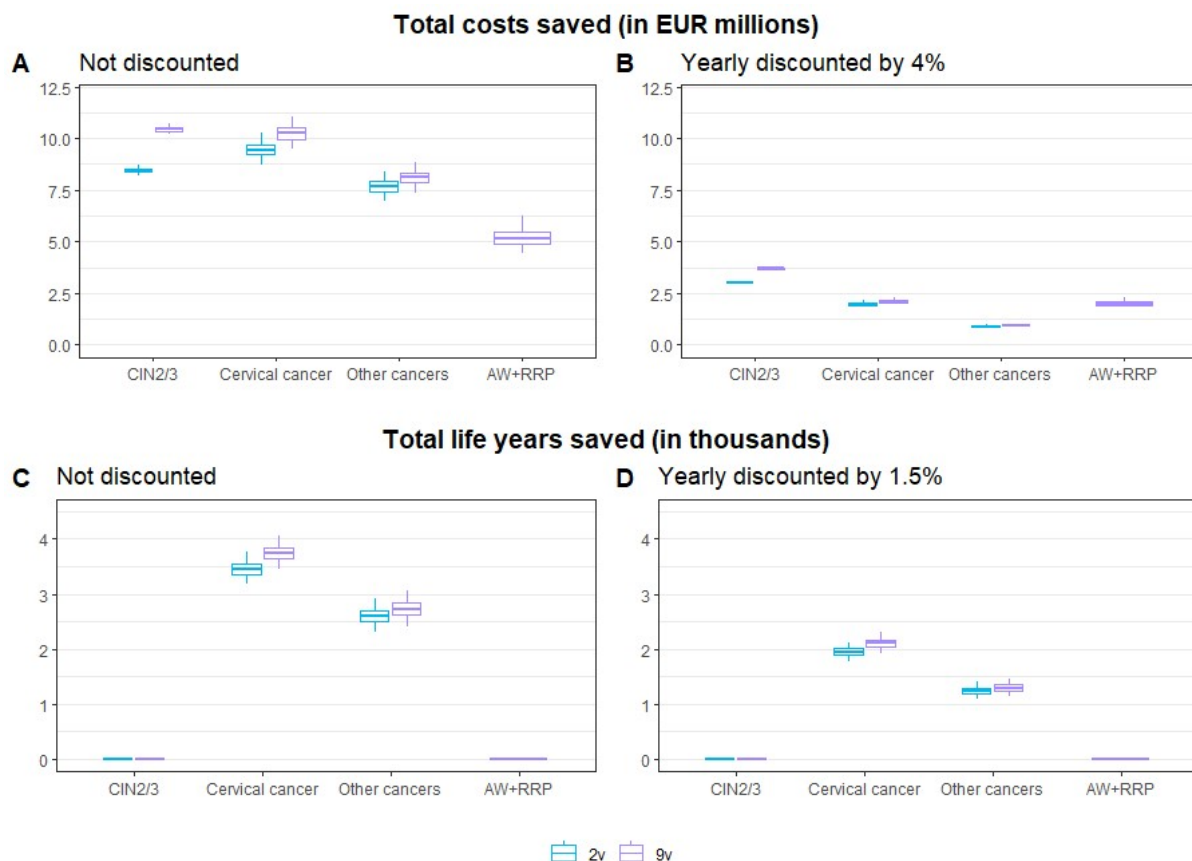 Total costs saved (in EUR millions)
A Not discounted
B Yearly discounted by 4%
12.5
10.0
7.5
5.0
2.5
0.0
CIN2/3 Cervical cancer Other cancers AW+RRP
12.5
10.0
7.5
5.0
2.5
0.0
CIN2/3 Cervical cancer Other cancers AW+RRP
Total life years saved (in thousands)
C Not discounted
D Yearly discounted by 1.5%
4
3
2
1
0
CIN2/3 Cervical cancer Other cancers AW+RRP
4
3
2
1
0
CIN2/3 Cervical cancer Other cancers AW+RRP
2v 9v